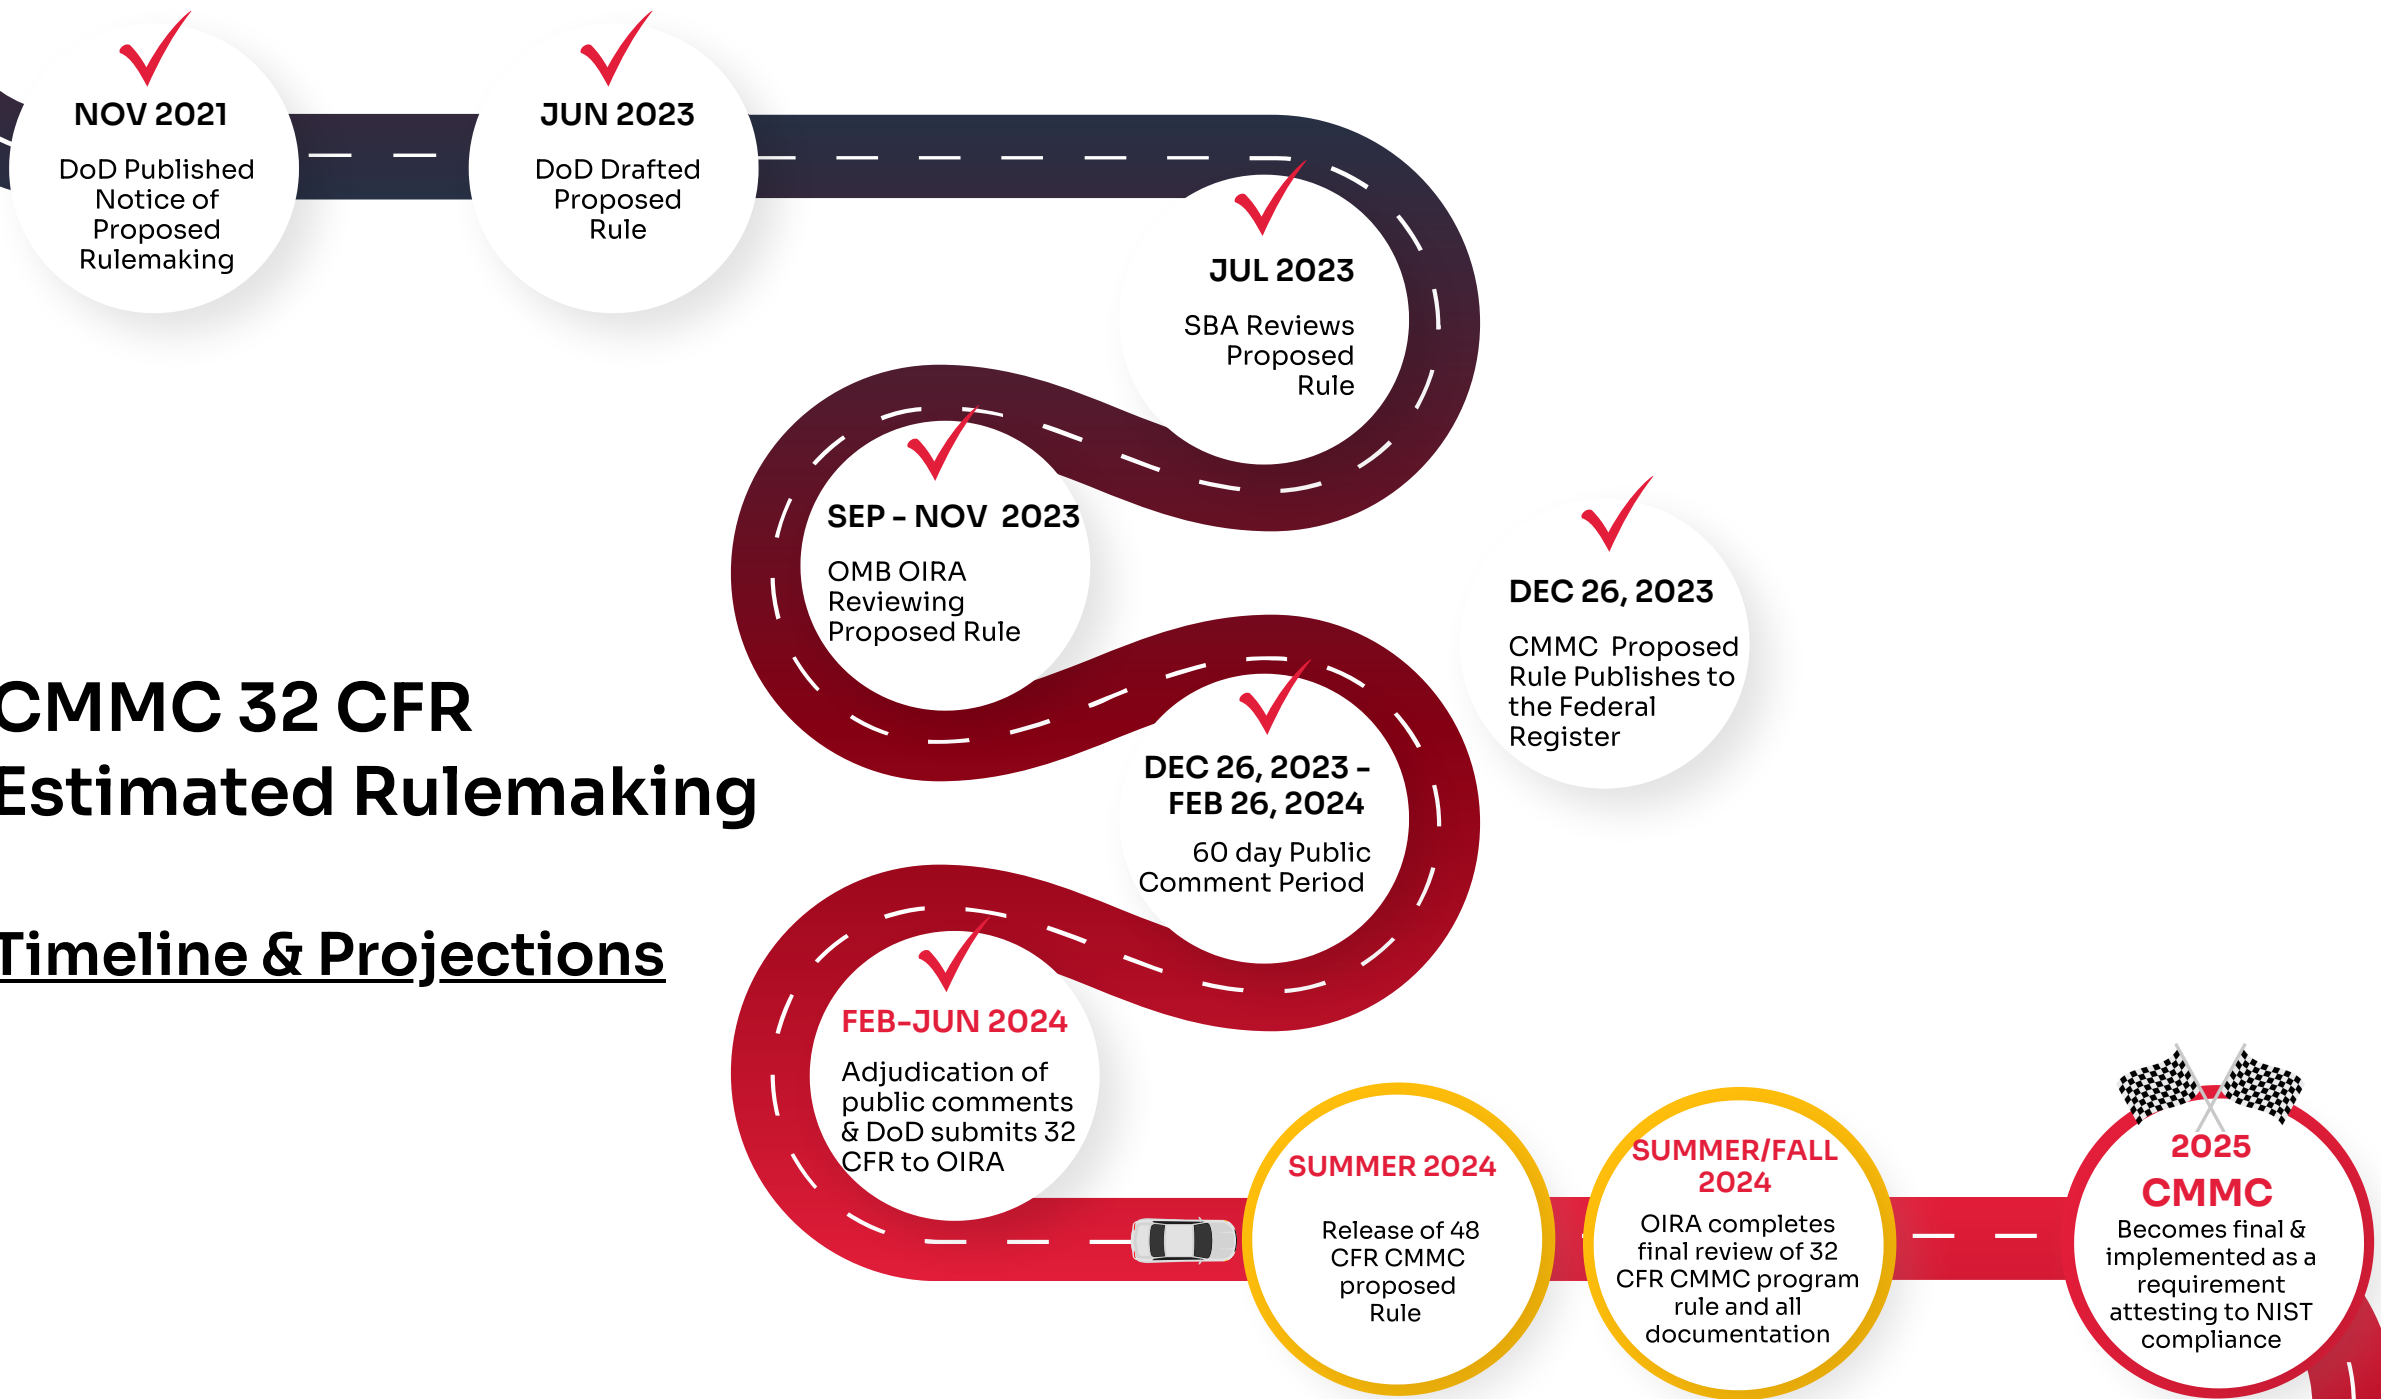 NOV 2021
DoD Published
Notice of
Proposed
Rulemaking
JUN 2023
DoD Drafted
Proposed
Rule
JUL 2023
SBA Reviews
Proposed
Rule
SEP - NOV 2023
OMB OIRA
Reviewing
Proposed Rule
DEC 26, 2023
CMMC Proposed
Rule Publishes to
the Federal
Register
DEC 26, 2023 -
FEB 26, 2024
60 day Public
Comment Period
CMMC 32 CFR
Estimated Rulemaking
Timeline & Projections
FEB-JUN 2024
Adjudication of
public comments
& DoD submits 32
CFR to OIRA
SUMMER 2024
Release of 48
CFR CMMC
proposed
Rule
SUMMER/FALL
2024
OIRA completes
final review of 32
CFR CMMC program
rule and all
documentation
2025
CMMC
Becomes final &
implemented as a
requirement
attesting to NIST
compliance